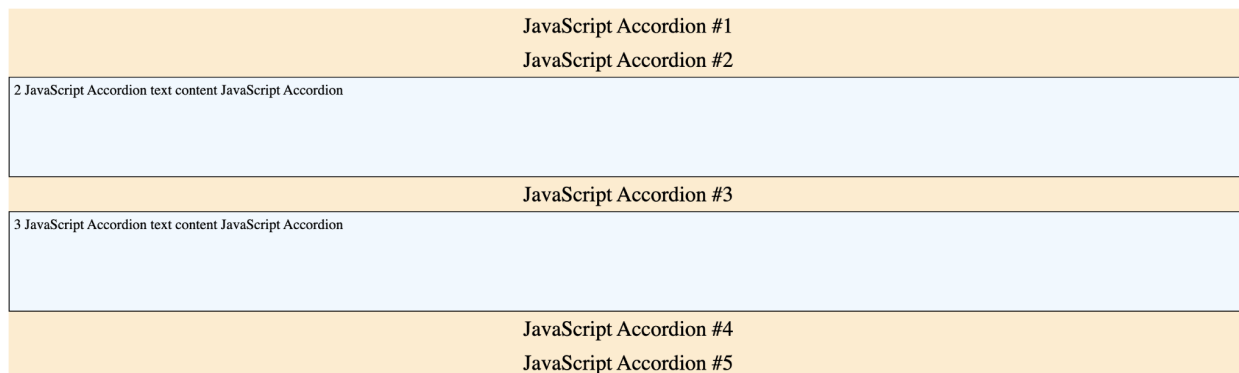 JavaScript Accordion #1
JavaScript Accordion #2
2 JavaScript Accordion text content JavaScript Accordion
JavaScript Accordion #3
3 JavaScript Accordion text content JavaScript Accordion
JavaScript Accordion #4
JavaScript Accordion #5